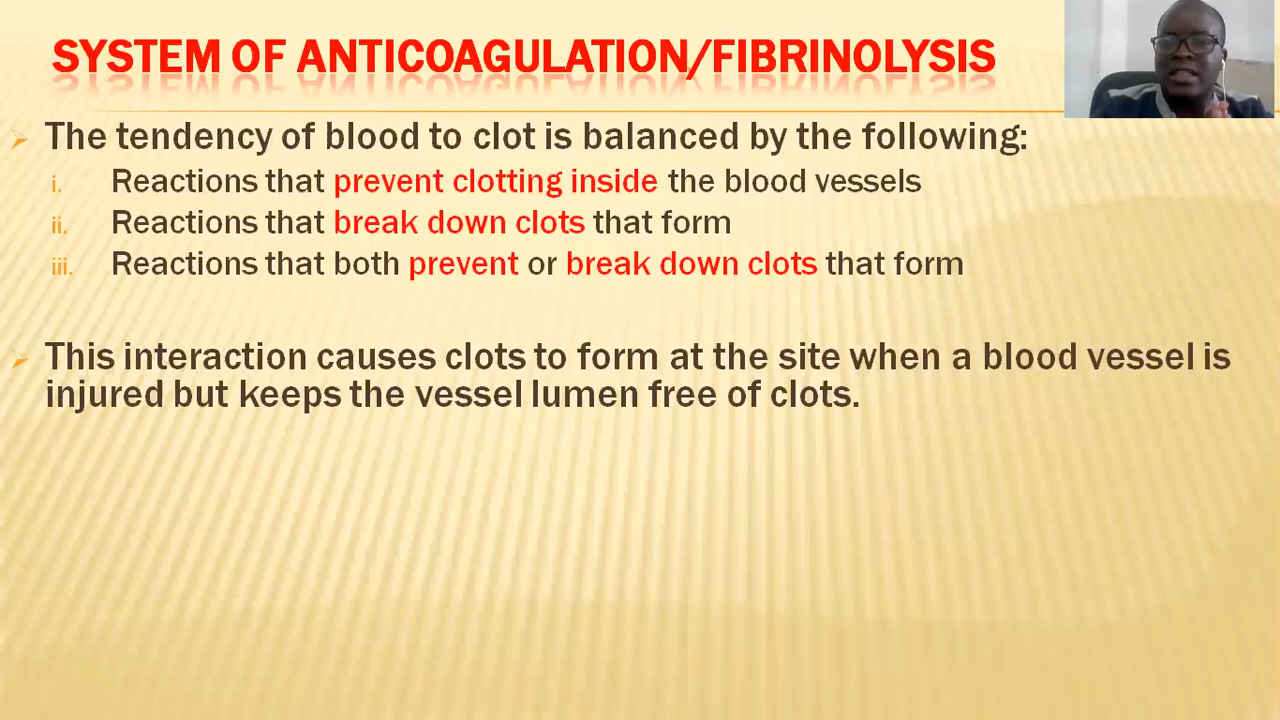 SYSTEM OF ANTICOAGULATION/FIBRINOLYSIS
The tendency of blood to clot is balanced by the following:
i. Reactions that prevent clotting inside the blood vessels
ii. Reactions that break down clots that form
iii. Reactions that both prevent or break down clots that form
This interaction causes clots to form at the site when a blood vessel is
injured but keeps the vessel lumen free of clots.